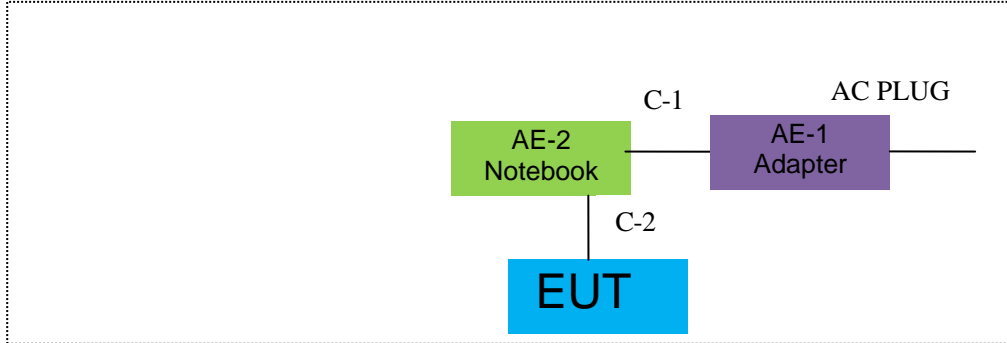 AC PLUG
C-1
AE-2
Notebook
AE-1
Adapter
C-2
EUT